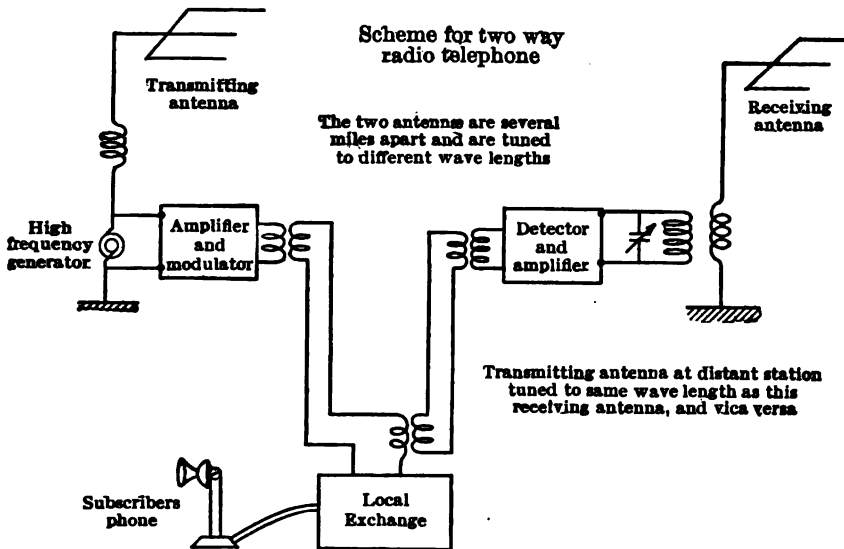 Scheme for two way
radio telephone
Transmitting
antenna
Receiving
antenna
The two antennae are several
miles apart and are tuned
to different wave lengths
High
frequency
generator
Amplifier
and
modulator
Detector
and
amplifier
Transmitting antenna at distant station
tuned to same wave length as this
receiving antenna, and vica versa
Subscribers
phone
Local
Exchange